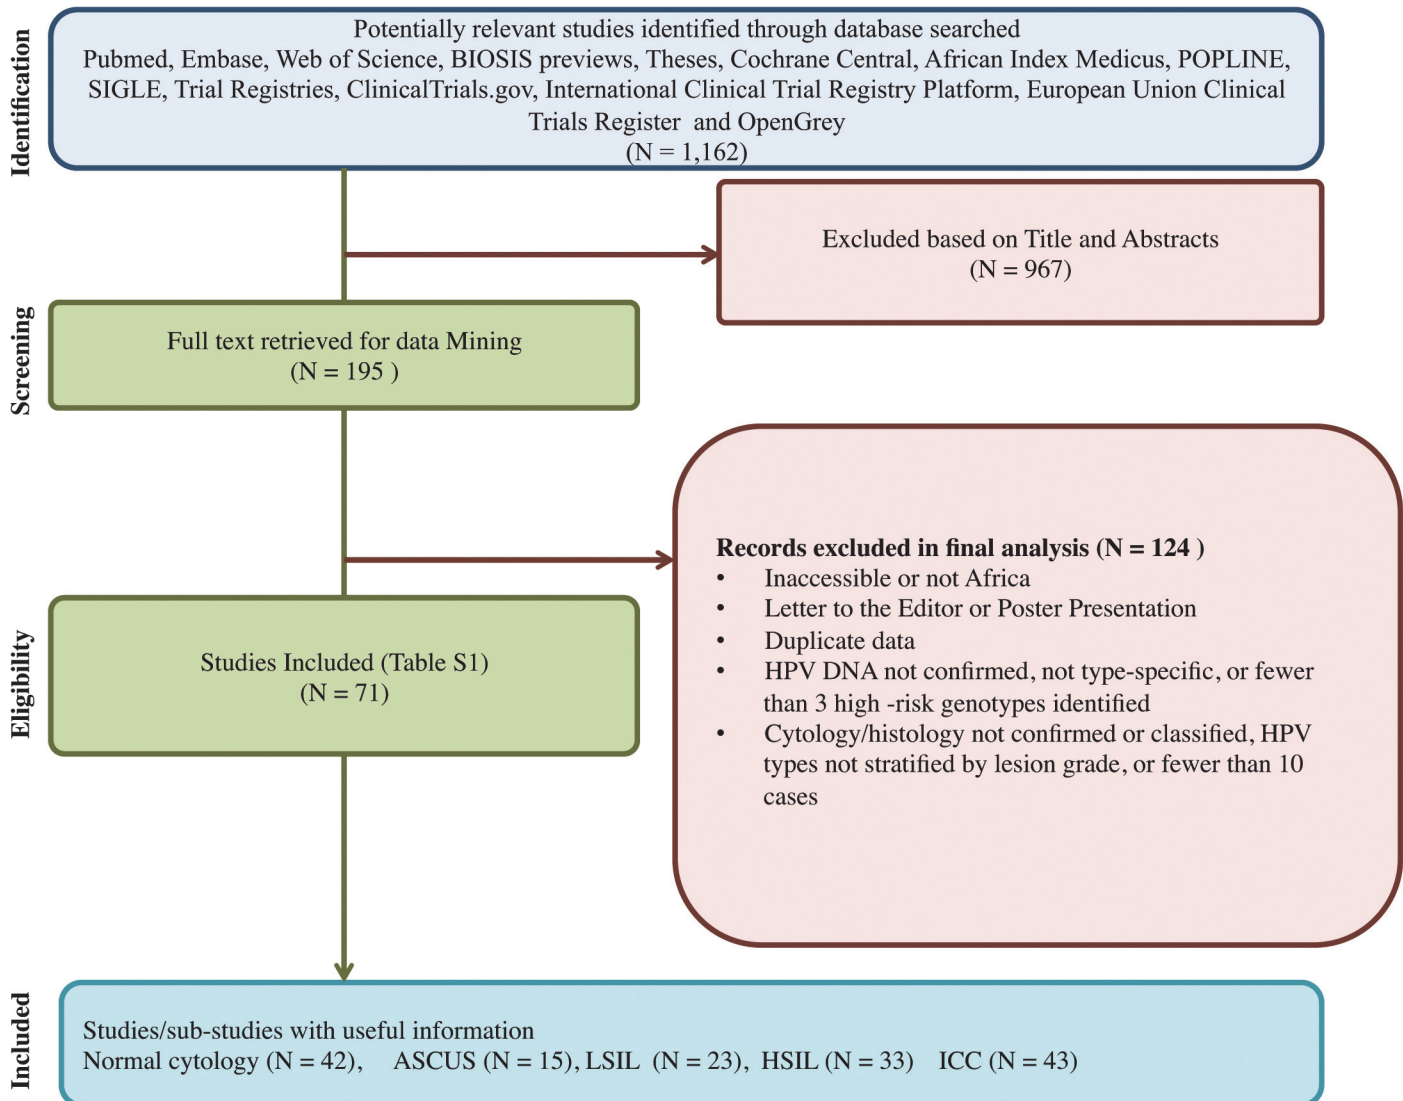 Identification
Potentially relevant studies identified through database searched
Pubmed, Embase, Web of Science, BIOSIS previews, Theses, Cochrane Central, African Index Medicus, POPLINE,
SIGLE, Trial Registries, ClinicalTrials.gov, International Clinical Trial Registry Platform, European Union Clinical
Trials Register and OpenGrey
(N = 1,162)
Excluded based on Title and Abstracts
(N = 967)
Screening
Full text retrieved for data Mining
(N = 195 )
Records excluded in final analysis (N = 124 )
• Inaccessible or not Africa
• Letter to the Editor or Poster Presentation
• Duplicate data
• HPV DNA not confirmed, not type-specific, or fewer
than 3 high -risk genotypes identified
• Cytology/histology not confirmed or classified, HPV
types not stratified by lesion grade, or fewer than 10
cases
Eligibility
Studies Included (Table S1)
(N = 71)
Included
Studies/sub-studies with useful information
Normal cytology (N = 42), ASCUS (N = 15), LSIL (N = 23), HSIL (N = 33) ICC (N = 43)